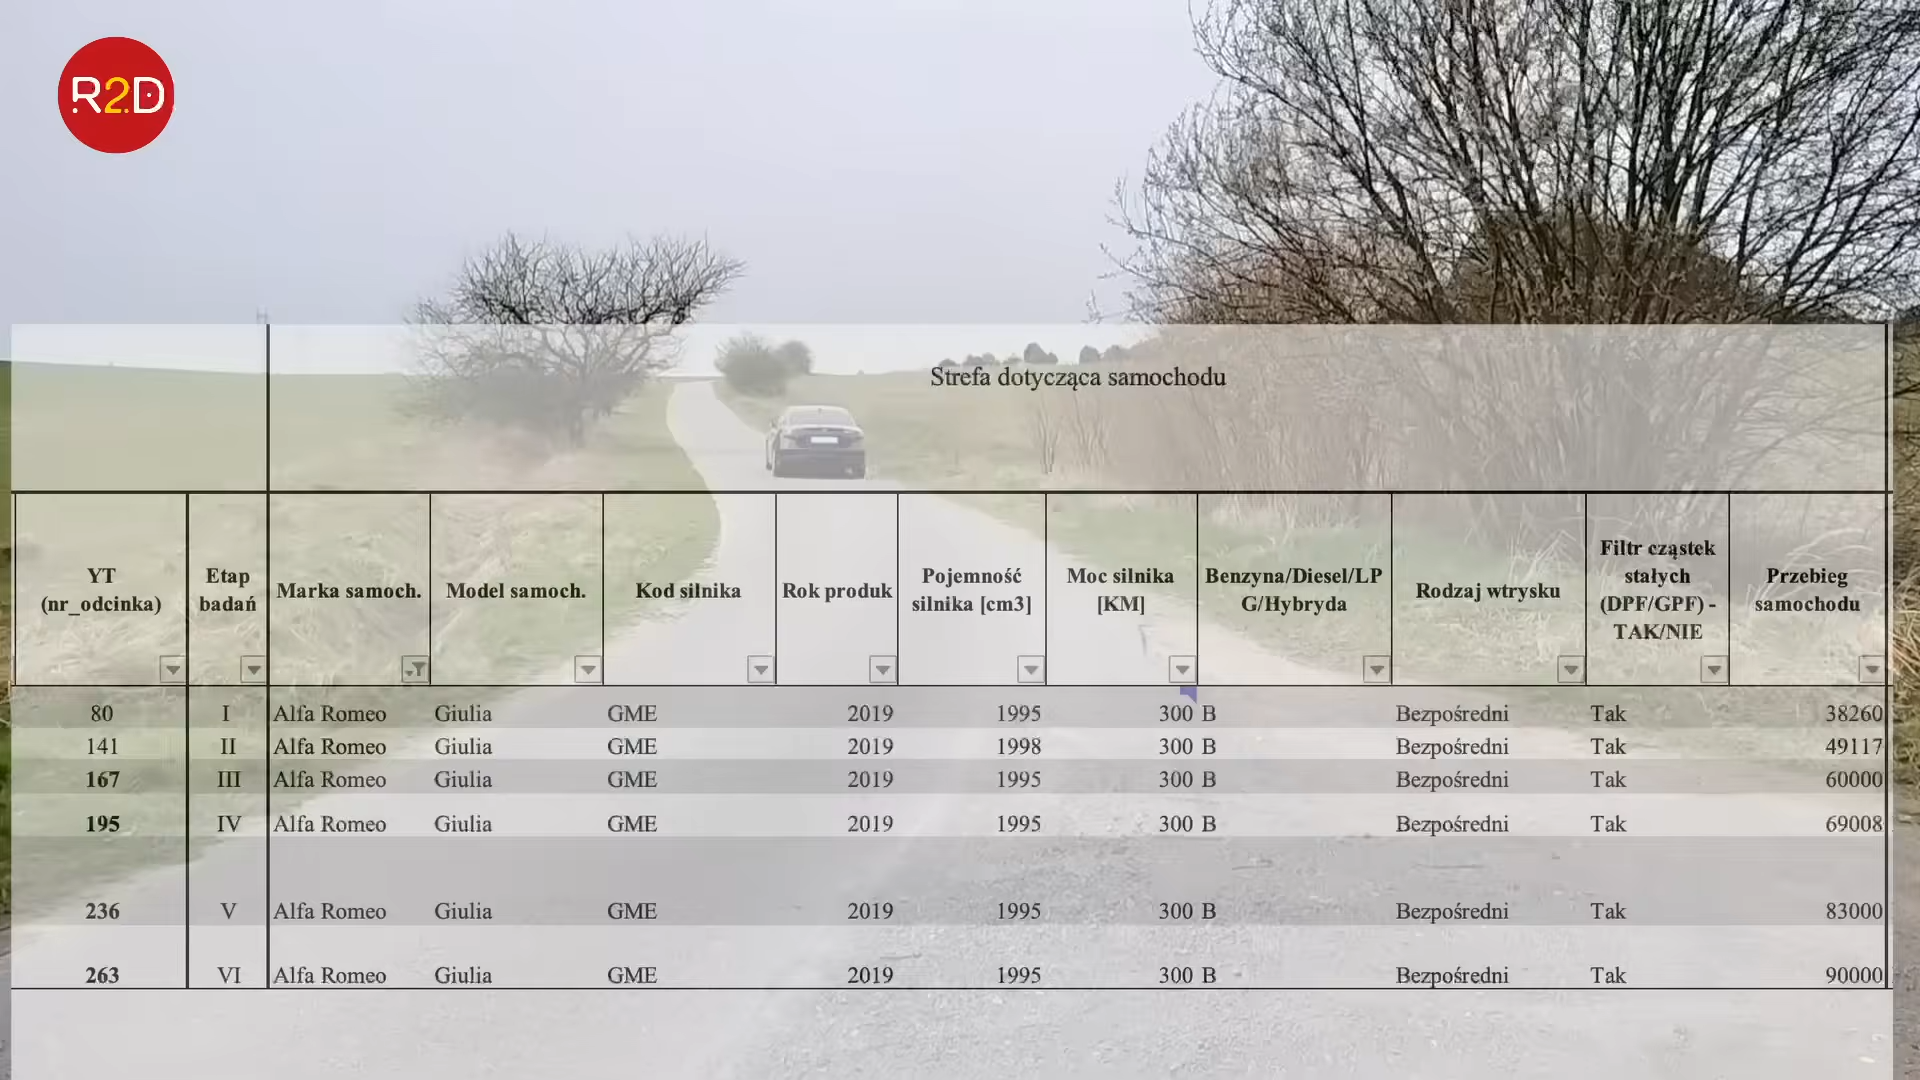 R2D
Strefa dotycząca samochodu
YT (nr_odcinka) Etap badań Marka samoch. Model samoch. Kod silnika Rok produk Pojemność silnika [cm3] Moc silnika [KM] Benzyna/Diesel/LPG/Hybryda Rodzaj wtrysku Filtr cząstek stałych (DPF/GPF) - TAK/NIE Przebieg samochodu
80 I Alfa Romeo Giulia GME 2019 1995 300 B Bezpośredni Tak 38260
141 II Alfa Romeo Giulia GME 2019 1998 300 B Bezpośredni Tak 49117
167 III Alfa Romeo Giulia GME 2019 1995 300 B Bezpośredni Tak 60000
195 IV Alfa Romeo Giulia GME 2019 1995 300 B Bezpośredni Tak 69008
236 V Alfa Romeo Giulia GME 2019 1995 300 B Bezpośredni Tak 83000
263 VI Alfa Romeo Giulia GME 2019 1995 300 B Bezpośredni Tak 90000